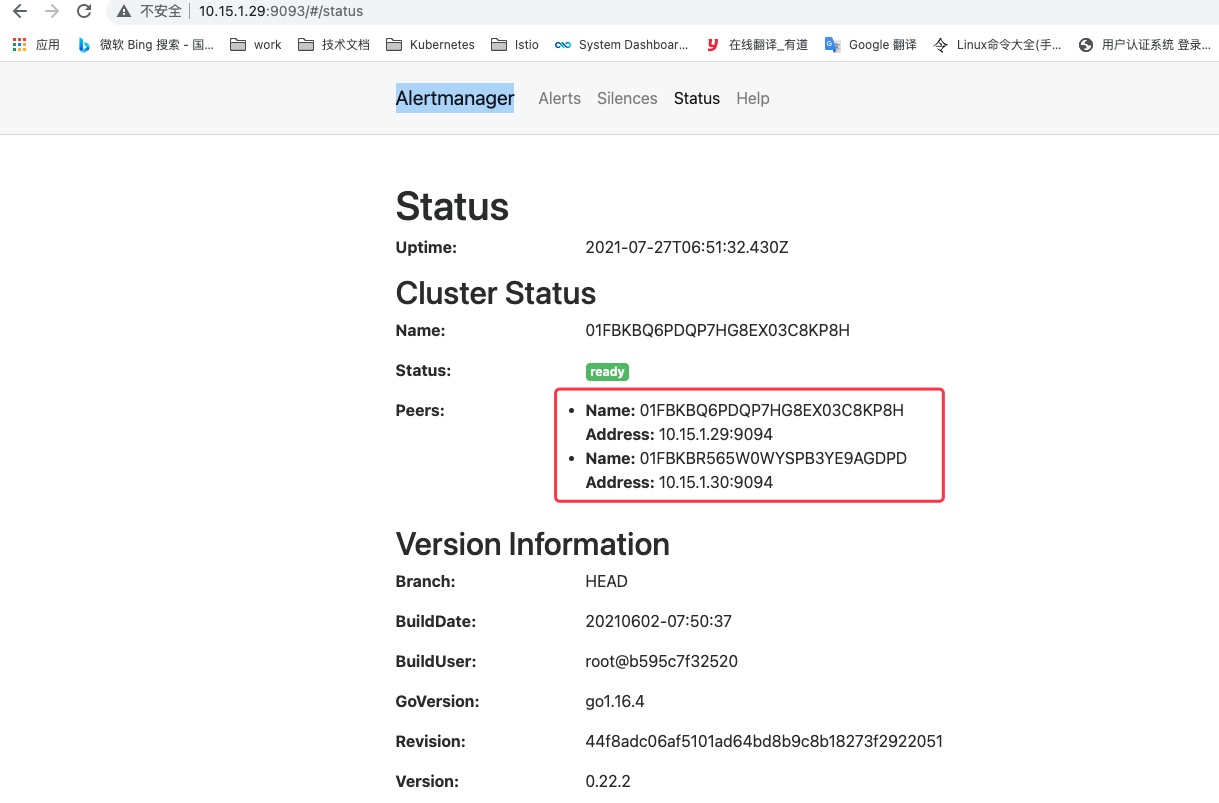 不安全 10.15.1.29:9093/#/status
应用 微软 Bing 搜索 - 国... work 技术文档 Kubernetes Istio System Dashboar... 在线翻译_有道 Google 翻译 Linux命令大全(手... 用户认证系统 登录...
Alertmanager Alerts Silences Status Help
Status
Uptime: 2021-07-27T06:51:32.430Z
Cluster Status
Name: 01FBKBQ6PDQP7HG8EX03C8KP8H
Status: ready
Peers: • Name: 01FBKBQ6PDQP7HG8EX03C8KP8H
Address: 10.15.1.29:9094
• Name: 01FBKBR565W0WYSPB3YE9AGDPD
Address: 10.15.1.30:9094
Version Information
Branch: HEAD
BuildDate: 20210602-07:50:37
BuildUser: root@b595c7f32520
GoVersion: go1.16.4
Revision: 44f8adc06af5101ad64bd8b9c8b18273f2922051
Version: 0.22.2